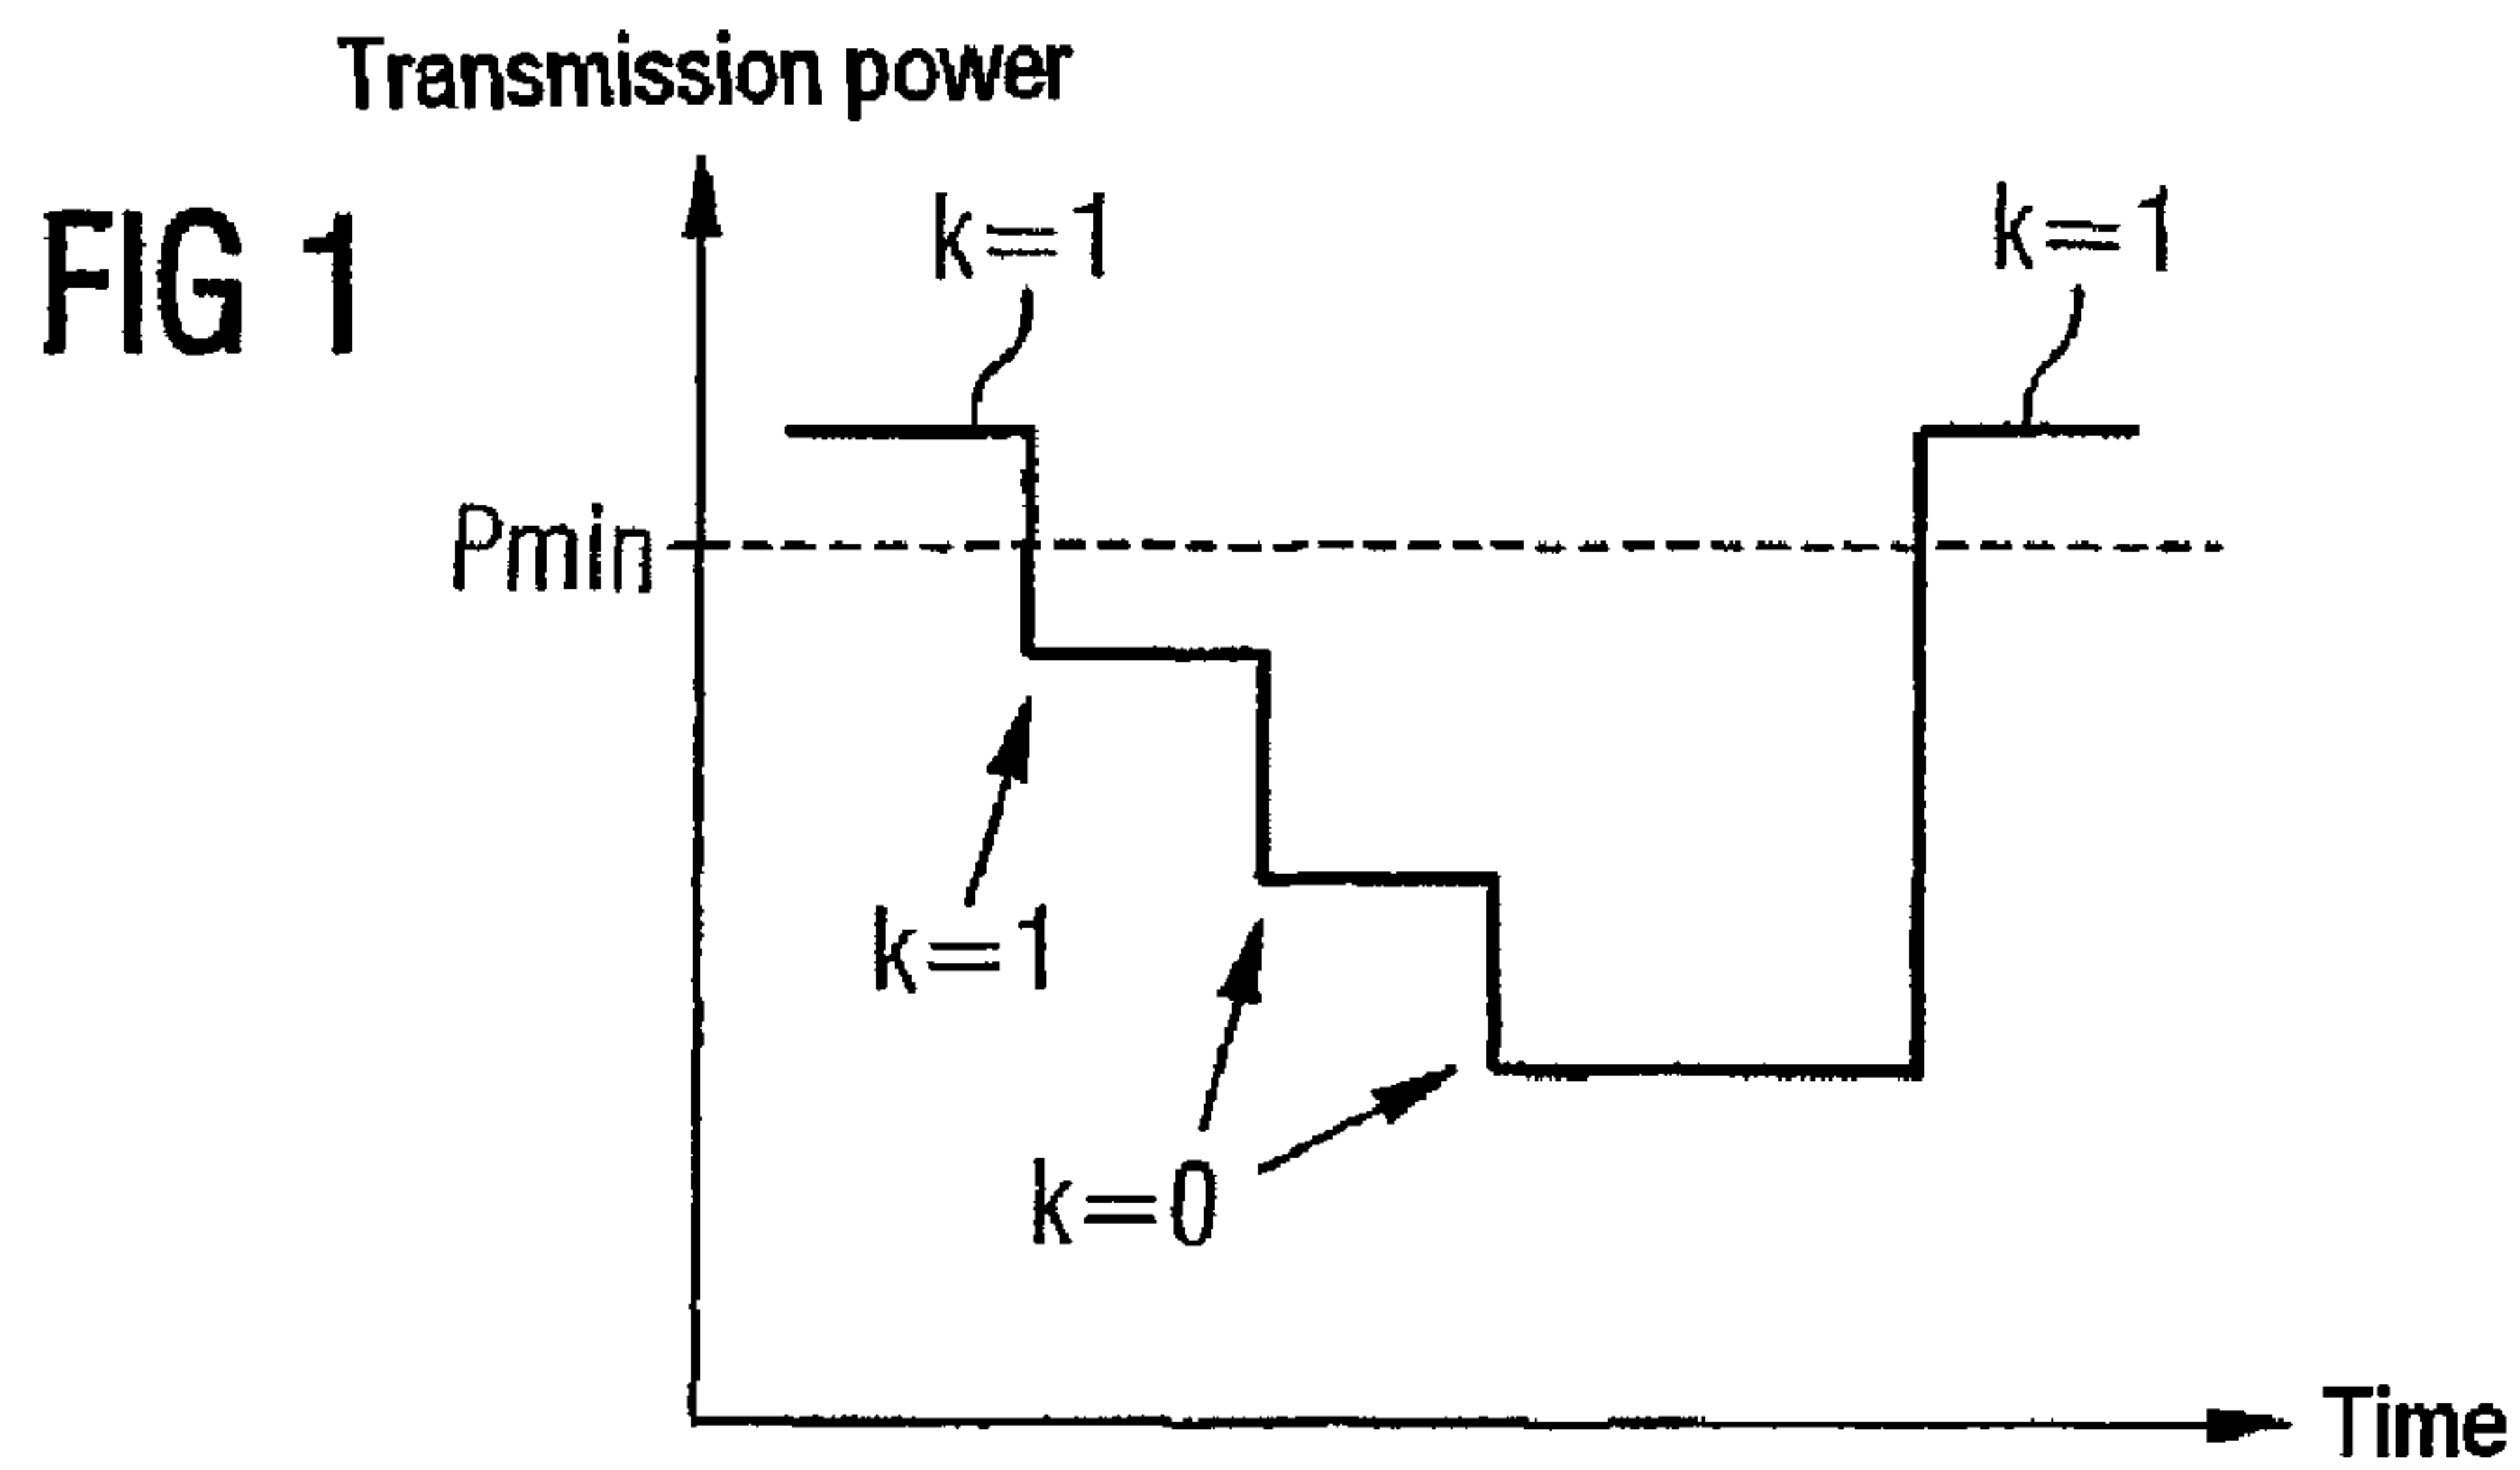 Transmission power
FIG 1
k=1
k=1
Pmin
k=1
k=0
Time